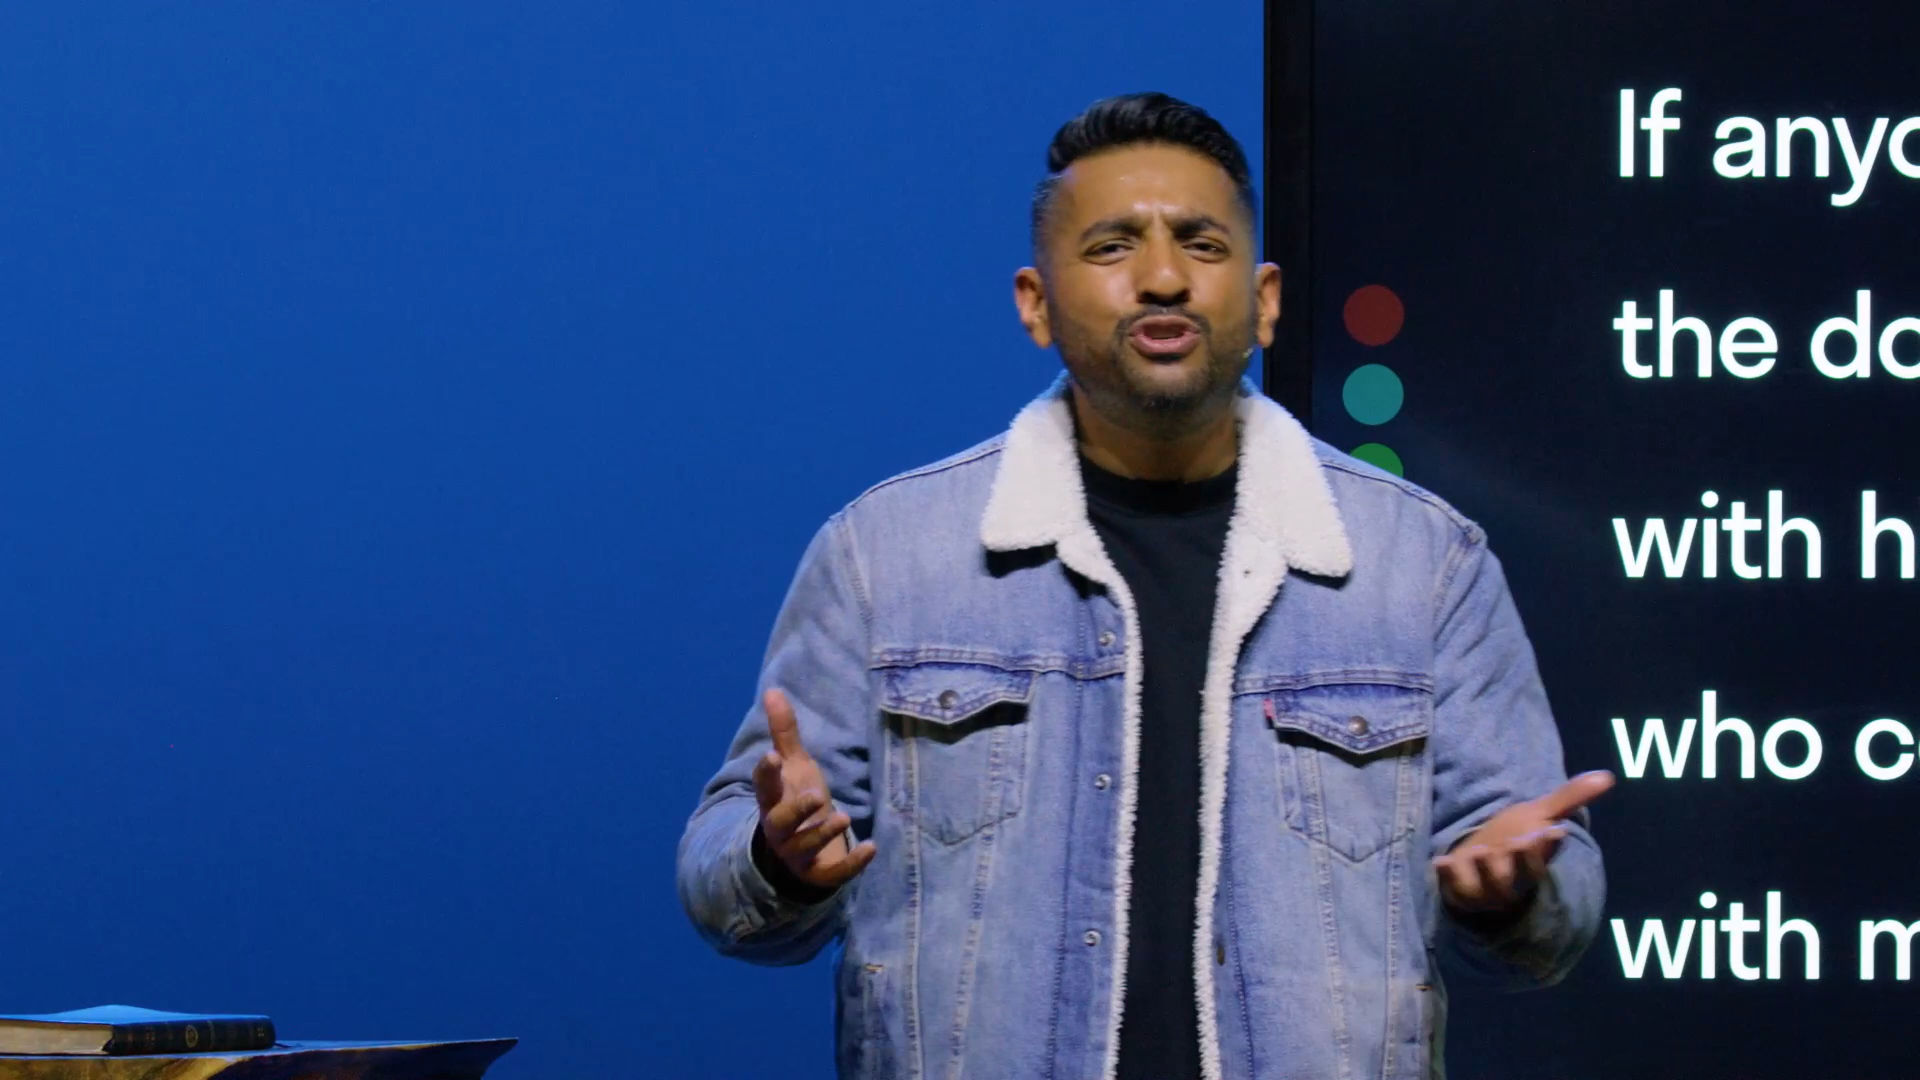 If anyo
the do
with h
who c
with m